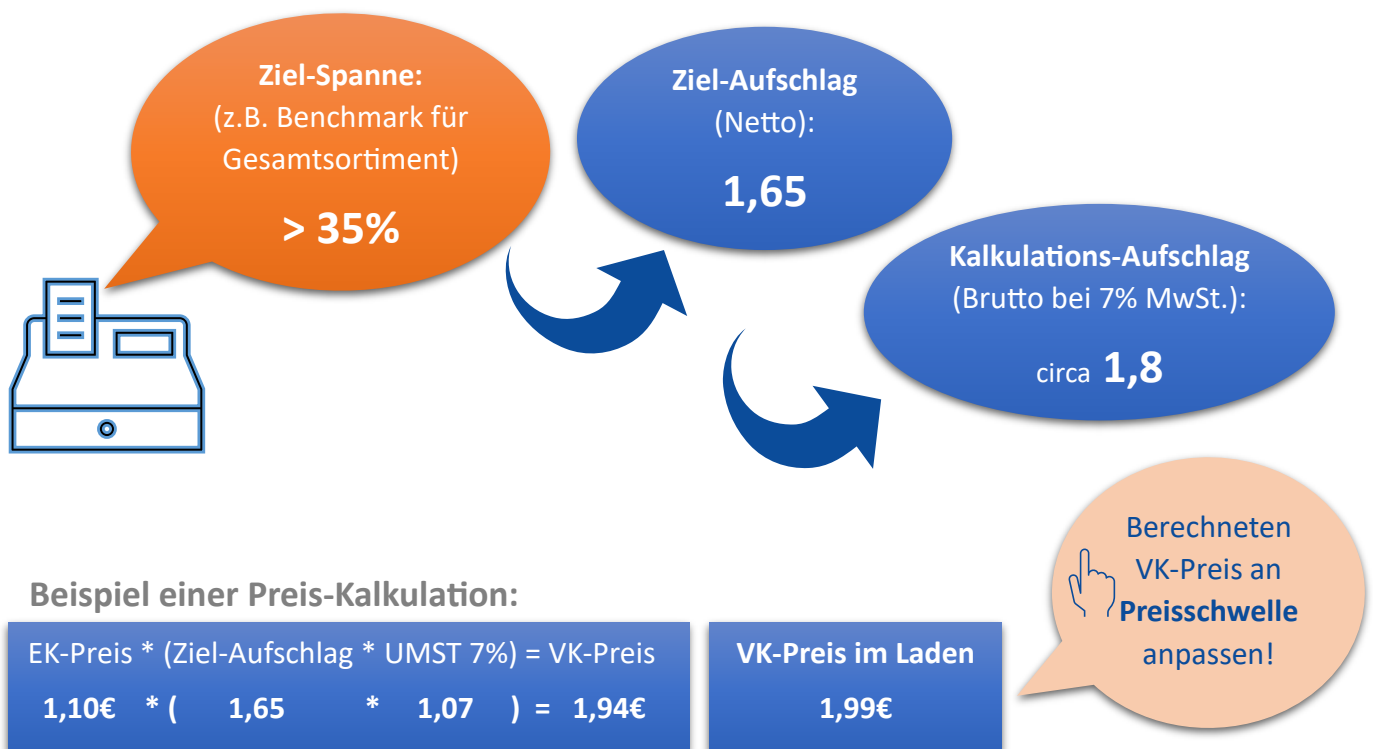 Ziel-Spanne:
(z.B. Benchmark für
Gesamtsortiment)
> 35%
Ziel-Aufschlag
(Netto):
1,65
Kalkulations-Aufschlag
(Brutto bei 7% MwSt.):
circa 1,8
Berechneten
VK-Preis an
Preisschwelle
anpassen!
Beispiel einer Preis-Kalkulation:
EK-Preis * (Ziel-Aufschlag * UMST 7%) = VK-Preis
1,10€ * ( 1,65 * 1,07 ) = 1,94€
VK-Preis im Laden
1,99€